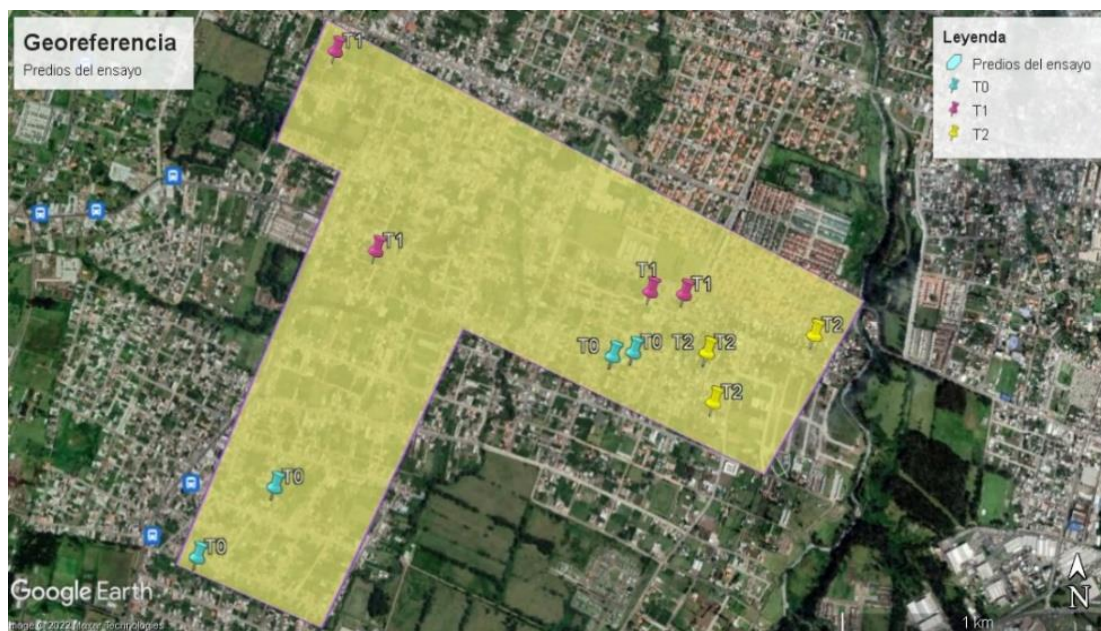 Georeferencia
Predios del ensayo
Leyenda
Predios del ensayo
T0
T1
T2
T1
T1
T1
T1
T2
T0
T0
T2
T2
T2
T0
T0
Google Earth
Image © 2022 Maxar Technologies
1 km
N